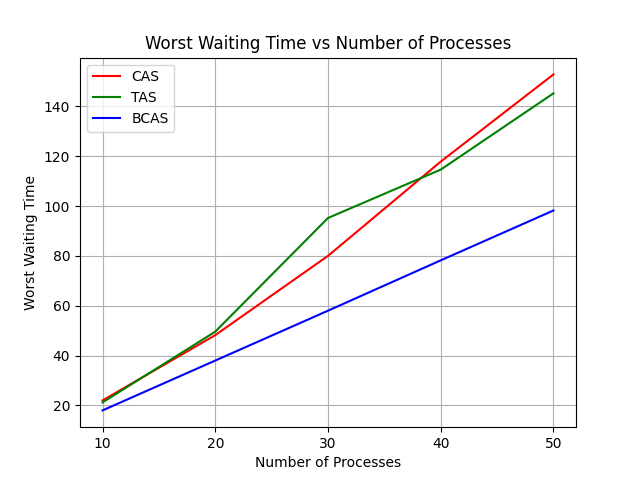 Worst Waiting Time vs Number of Processes
CAS
TAS
BCAS
Worst Waiting Time
140
120
100
80
60
40
20
10 20 30 40 50
Number of Processes